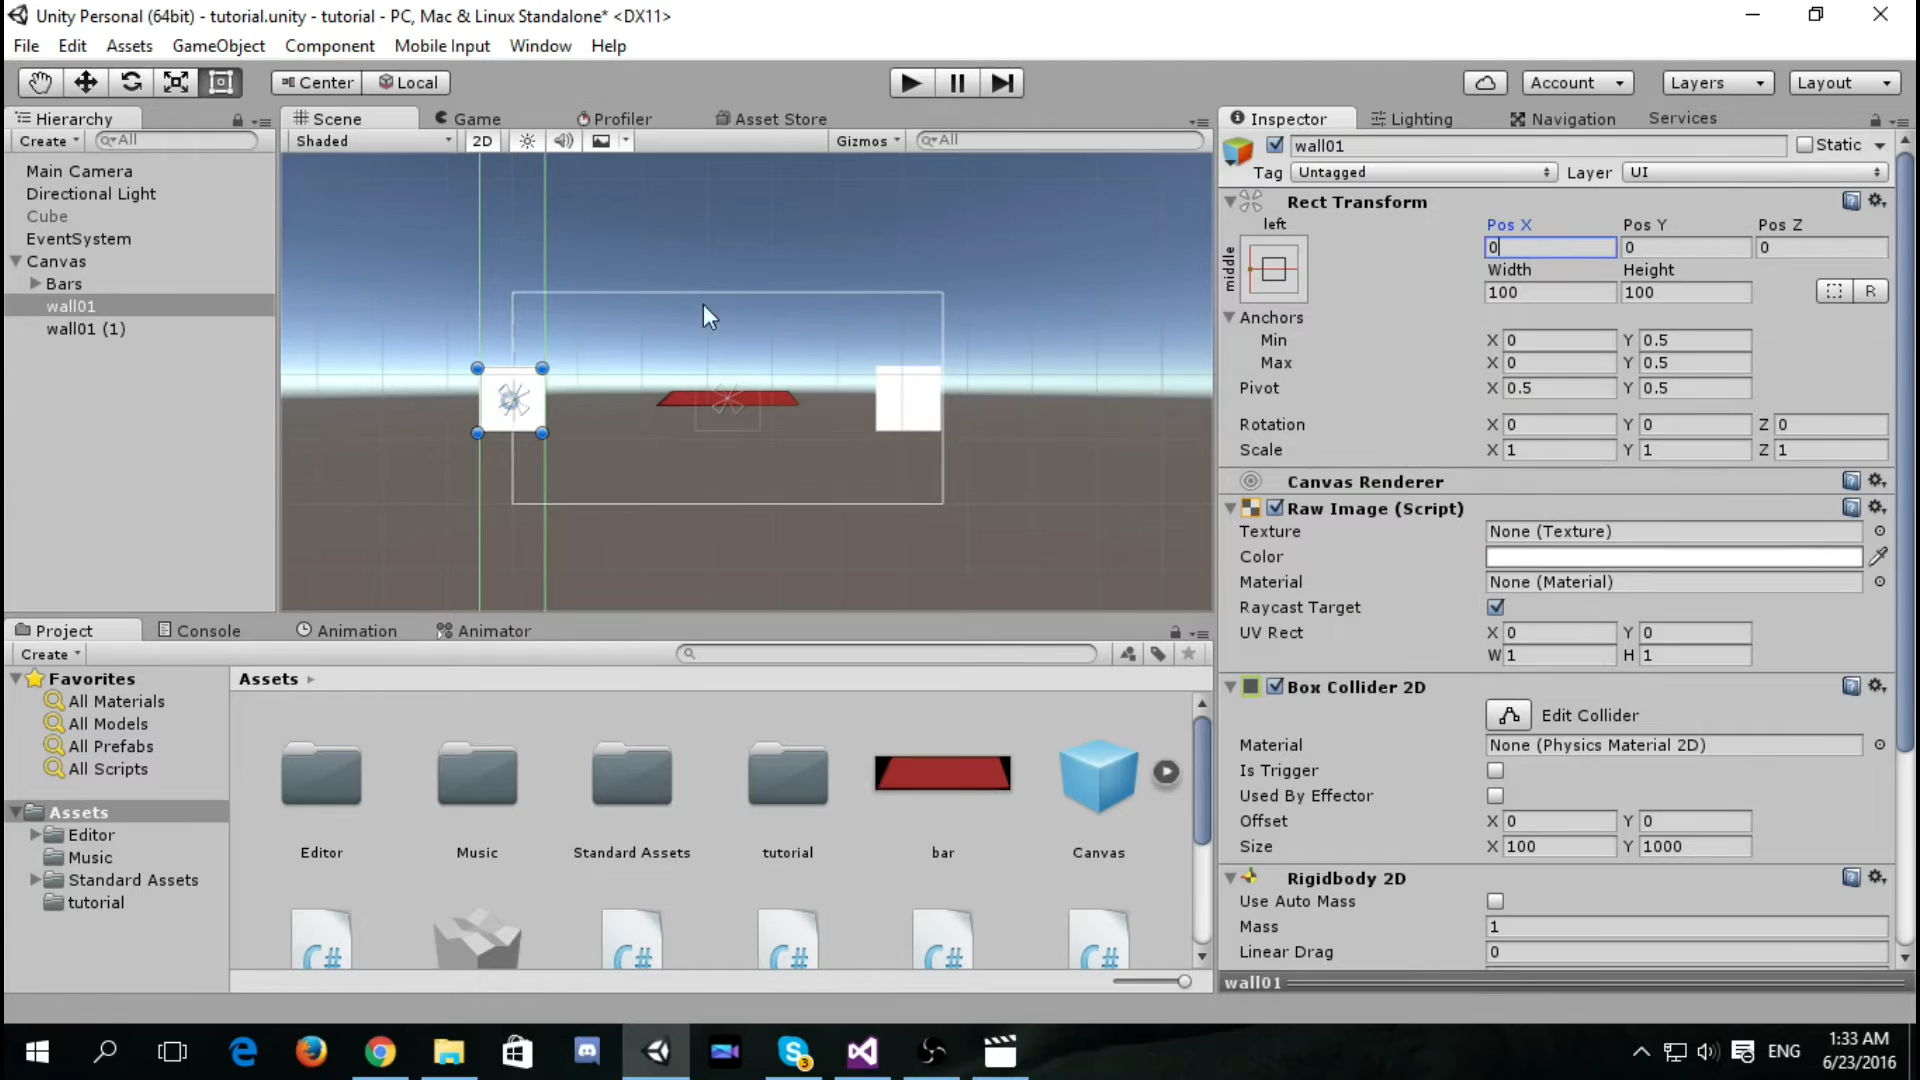 Unity Personal (64bit) - tutorial.unity - tutorial - PC, Mac & Linux Standalone* <DX11>
File Edit Assets GameObject Component Mobile Input Window Help
Center Local Account Layers Layout
Hierarchy
Create All
Main Camera
Directional Light
Cube
EventSystem
Canvas
Bars
wall01
wall01 (1)
Scene Game Profiler Asset Store
Shaded 2D Gizmos All
Inspector Lighting Navigation Services
wall01 Static
Tag Untagged Layer UI
Rect Transform
left
middle
Pos X Pos Y Pos Z
0 0 0
Width Height
100 100 R
Anchors
Min X 0 Y 0.5
Max X 0 Y 0.5
Pivot X 0.5 Y 0.5
Rotation X 0 Y 0 Z 0
Scale X 1 Y 1 Z 1
Canvas Renderer
Raw Image (Script)
Texture None (Texture)
Color
Material None (Material)
Raycast Target
UV Rect X 0 Y 0
W 1 H 1
Box Collider 2D
Edit Collider
Material None (Physics Material 2D)
Is Trigger
Used By Effector
Offset X 0 Y 0
Size X 100 Y 1000
Rigidbody 2D
Use Auto Mass
Mass 1
Linear Drag 0
wall01
Project Console Animation Animator
Create
Favorites
All Materials
All Models
All Prefabs
All Scripts
Assets
Editor
Music
Standard Assets
tutorial
Assets
Editor Music Standard Assets tutorial bar Canvas
C# C# C# C# C#
3
ENG
1:33 AM
6/23/2016